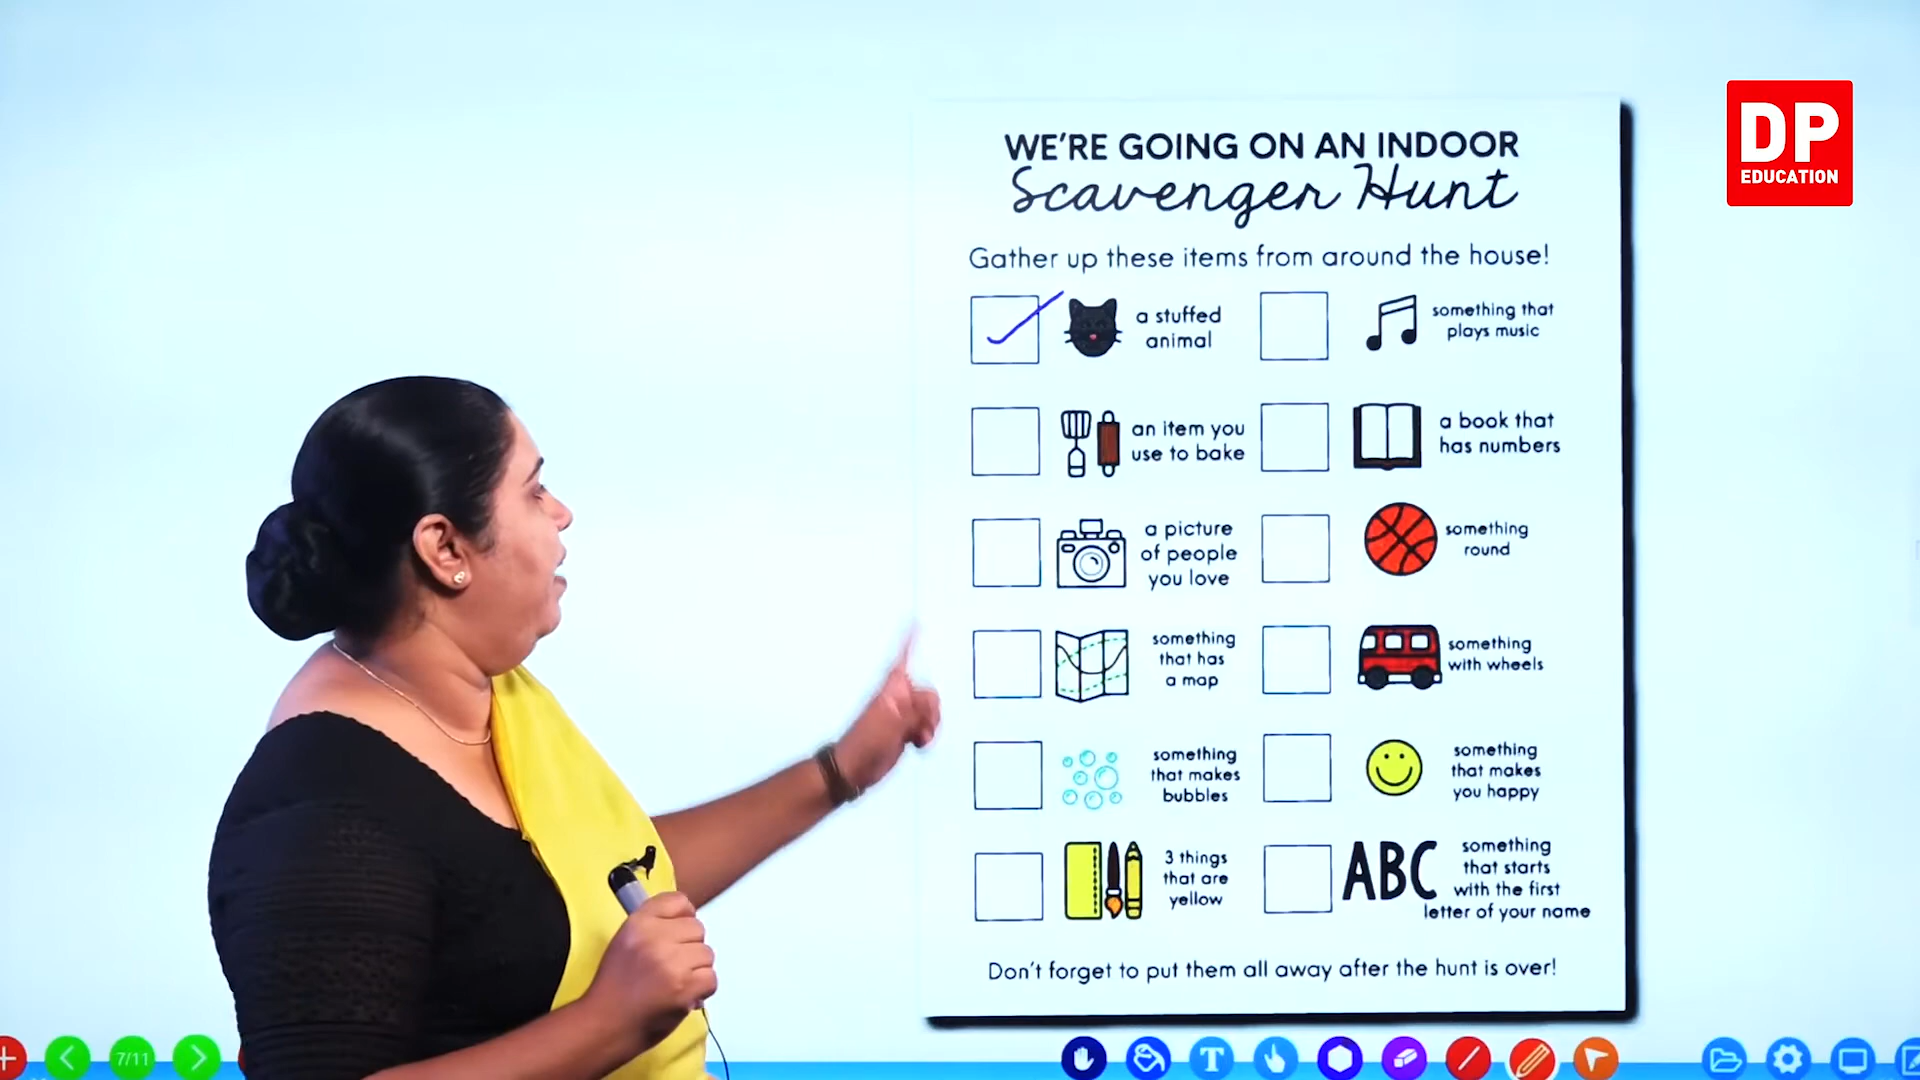 DP
EDUCATION
WE'RE GOING ON AN INDOOR
Scavenger Hunt
Gather up these items from around the house!
a stuffed
animal
something that
plays music
an item you
use to bake
a book that
has numbers
a picture
of people
you love
something
round
something
that has
a map
something
with wheels
something
that makes
bubbles
something
that makes
you happy
3 things
that are
yellow
ABC
something
that starts
with the first
letter of your name
Don't forget to put them all away after the hunt is over!
7/11
T